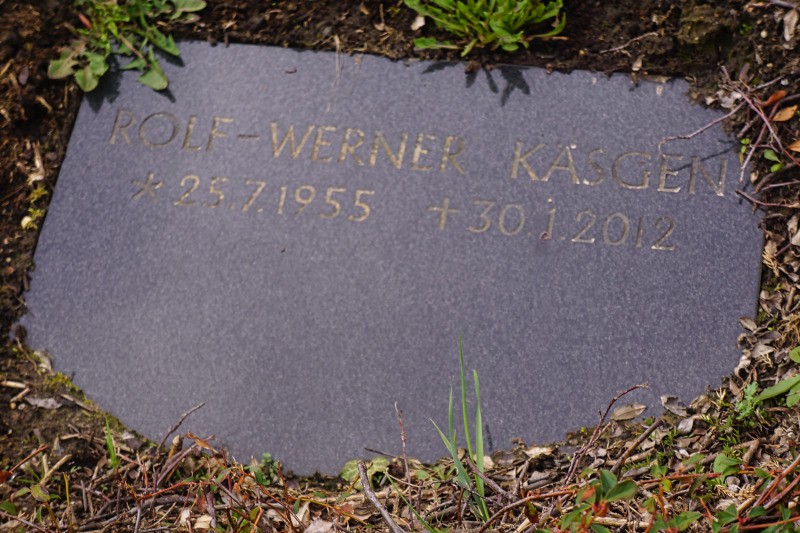 ROLF-WERNER KASGEN
* 25.7.1955 + 30.1.2012